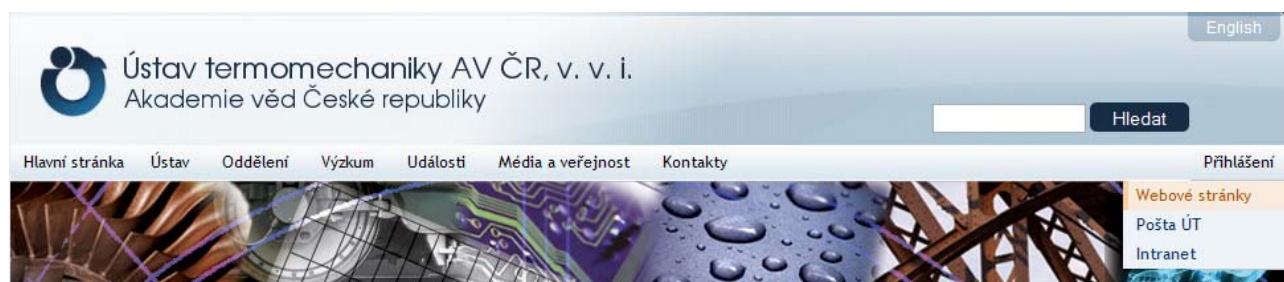 English
Ústav termomechaniky AV ČR, v. v. i.
Akademie věd České republiky
Hledat
Hlavní stránka Ústav Oddělení Výzkum Události Média a veřejnost Kontakty Přihlášení
Webové stránky
Pošta ÚT
Intranet